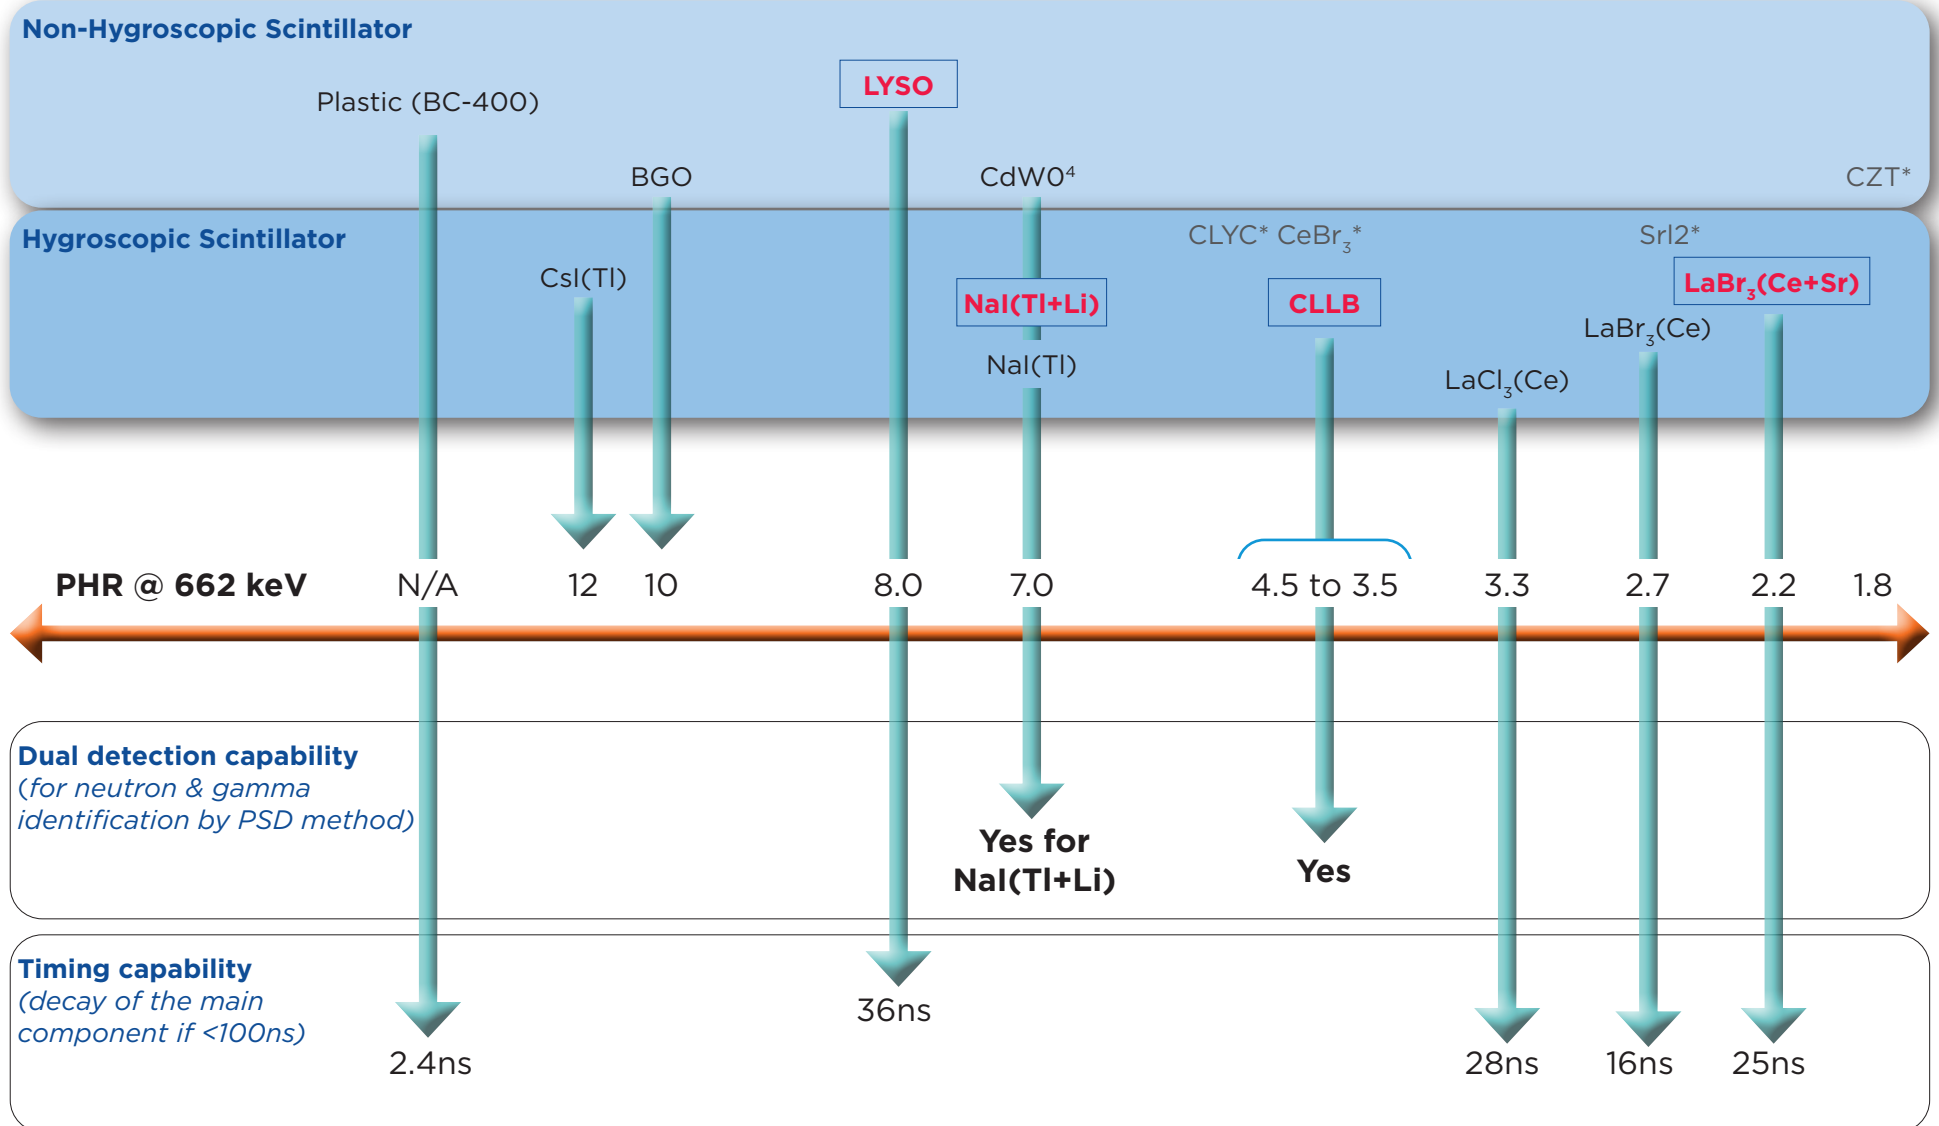 Non-Hygroscopic Scintillator
LYSO
Plastic (BC-400)
BGO
CdW0⁴
CZT*
Hygroscopic Scintillator
CLYC* CeBr₃*
SrI2*
CsI(Tl)
NaI(Tl+Li)
CLLB
LaBr₃(Ce+Sr)
LaBr₃(Ce)
NaI(Tl)
LaCl₃(Ce)
PHR @ 662 keV N/A 12 10 8.0 7.0 4.5 to 3.5 3.3 2.7 2.2 1.8
Dual detection capability
(for neutron & gamma
identification by PSD method)
Yes for
NaI(Tl+Li)
Yes
Timing capability
(decay of the main
component if <100ns)
36ns
2.4ns
28ns
16ns
25ns